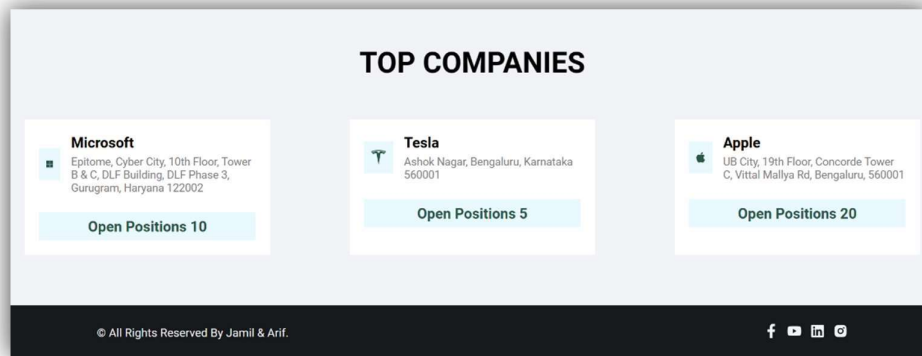 TOP COMPANIES
Microsoft
Epitome, Cyber City, 10th Floor, Tower
B & C, DLF Building, DLF Phase 3,
Gurugram, Haryana 122002
Open Positions 10
Tesla
Ashok Nagar, Bengaluru, Karnataka
560001
Open Positions 5
Apple
UB City, 19th Floor, Concorde Tower
C, Vittal Mallya Rd, Bengaluru, 560001
Open Positions 20
© All Rights Reserved By Jamil & Arif.